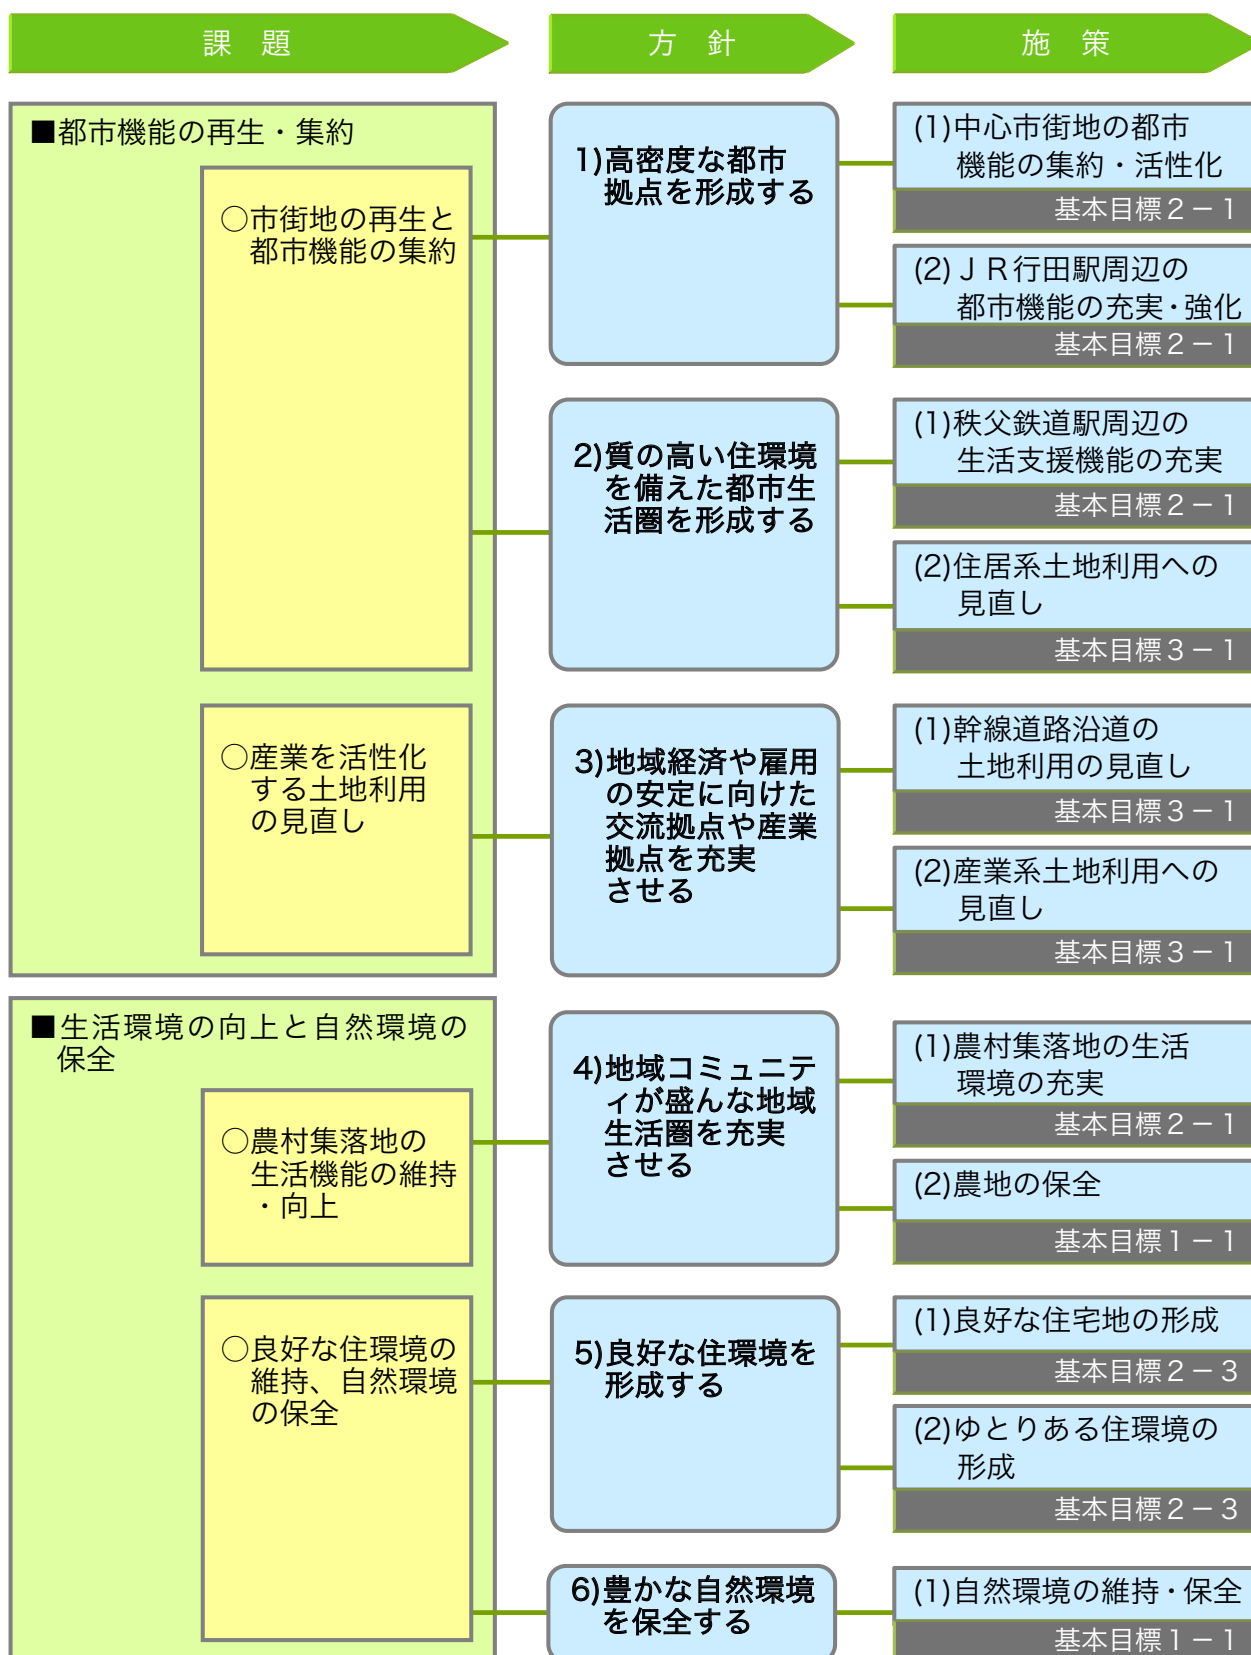 課　題
方　針
施　策
■都市機能の再生・集約
○市街地の再生と
都市機能の集約
1)高密度な都市
拠点を形成する
(1)中心市街地の都市
機能の集約・活性化
基本目標２－１
(2)ＪＲ行田駅周辺の
都市機能の充実・強化
基本目標２－１
2)質の高い住環境
を備えた都市生
活圏を形成する
(1)秩父鉄道駅周辺の
生活支援機能の充実
基本目標２－１
(2)住居系土地利用への
見直し
基本目標３－１
○産業を活性化
する土地利用
の見直し
3)地域経済や雇用
の安定に向けた
交流拠点や産業
拠点を充実
させる
(1)幹線道路沿道の
土地利用の見直し
基本目標３－１
(2)産業系土地利用への
見直し
基本目標３－１
■生活環境の向上と自然環境の
保全
○農村集落地の
生活機能の維持
・向上
4)地域コミュニテ
ィが盛んな地域
生活圏を充実
させる
(1)農村集落地の生活
環境の充実
基本目標２－１
(2)農地の保全
基本目標１－１
○良好な住環境の
維持、自然環境
の保全
5)良好な住環境を
形成する
(1)良好な住宅地の形成
基本目標２－３
(2)ゆとりある住環境の
形成
基本目標２－３
6)豊かな自然環境
を保全する
(1)自然環境の維持・保全
基本目標１－１